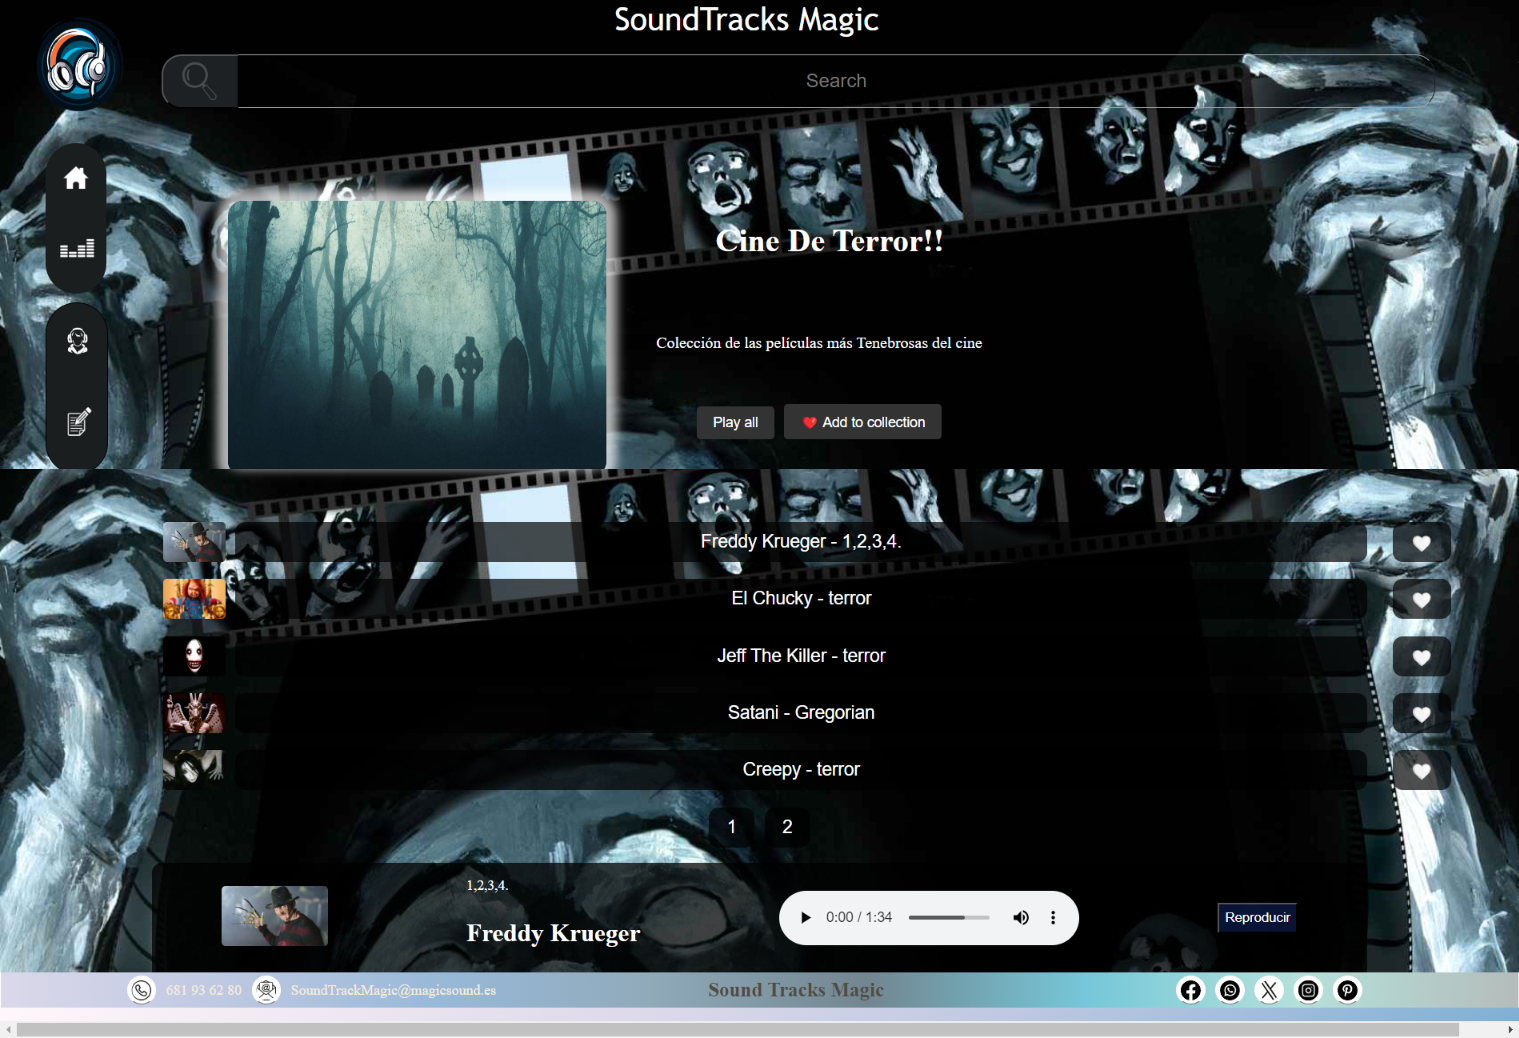 SoundTracks Magic
Search
Cine De Terror!!
Colección de las películas más Tenebrosas del cine
Play all
Add to collection
Freddy Krueger - 1,2,3,4.
El Chucky - terror
Jeff The Killer - terror
Satani - Gregorian
Creepy - terror
1 2
1,2,3,4.
Freddy Krueger
0:00 / 1:34
Reproducir
681 93 62 80 SoundTrackMagic@magicsound.es
Sound Tracks Magic